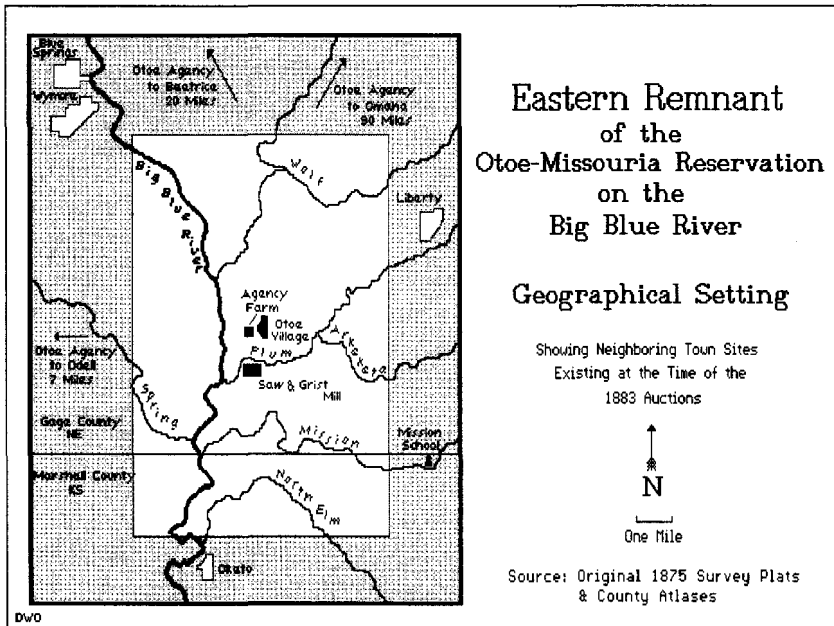 Blue
Springs
Wymore
Otoe Agency
to Beatrice
20 Miles
Otoe Agency
to Omaha
90 Miles
Wolf
Big Blue River
Liberty
Agency
Farm
Otoe
Village
Plum
Saw & Grist
Mill
Otoe Agency
to Odell
7 Miles
Spring
Gage County
NE
Mission
Mission
School
Marshall County
KS
North Elm
Oketo
DWO
Eastern Remnant
of the
Otoe-Missouria Reservation
on the
Big Blue River
Geographical Setting
Showing Neighboring Town Sites
Existing at the Time of the
1883 Auctions
N
One Mile
Source: Original 1875 Survey Plats
& County Atlases